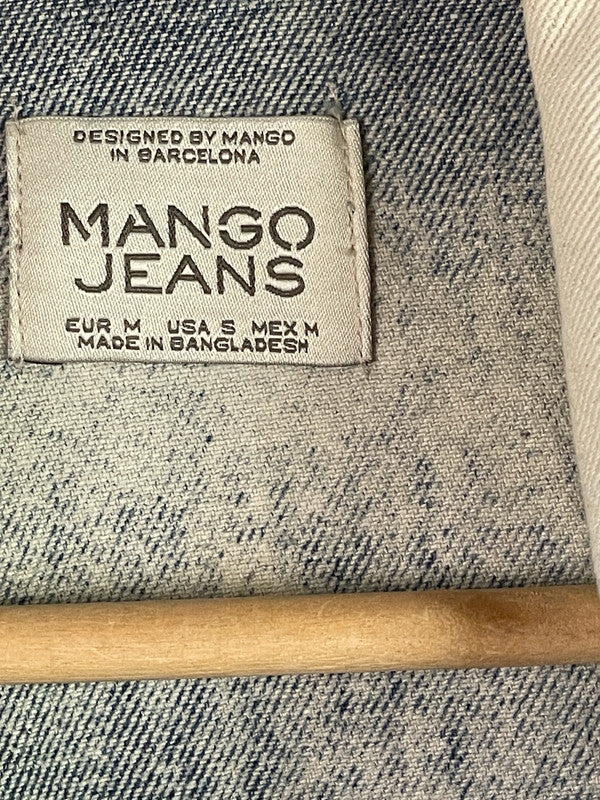 DESIGNED BY MANGO
IN BARCELONA
MANGO
JEANS
EUR M USA S MEX M
MADE IN BANGLADESH